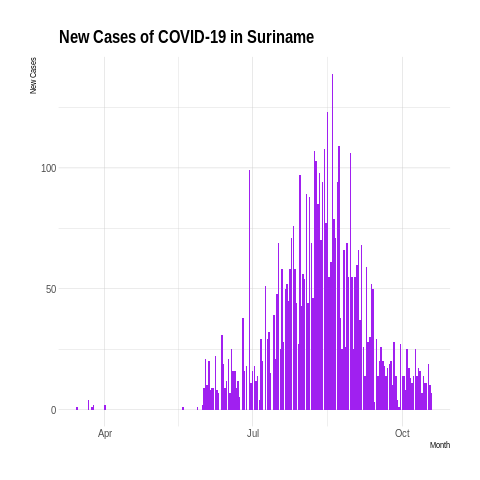 New Cases of COVID-19 in Suriname
New Cases
100
50
0
Apr
Jul
Oct
Month